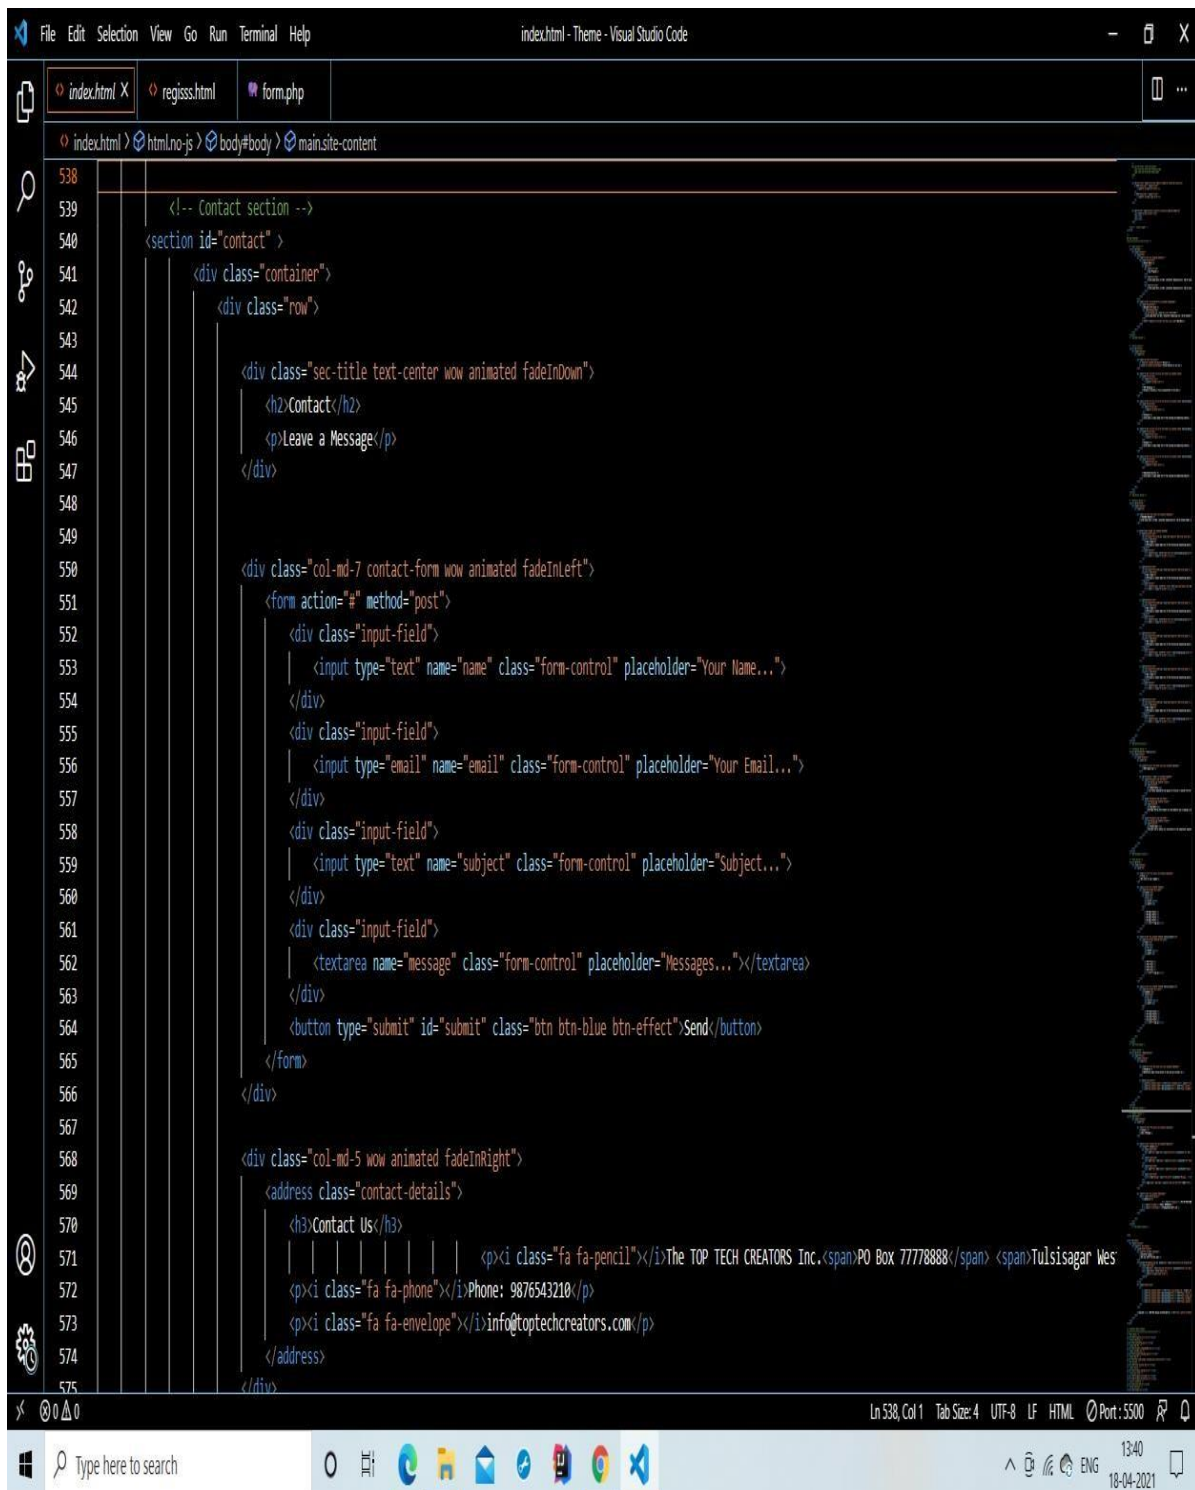 File Edit Selection View Go Run Terminal Help
index.html - Theme - Visual Studio Code
index.html X
regisss.html
form.php
index.html > html.no-js > body#body > main.site-content
538
539 <!-- Contact section -->
540 <section id="contact" >
541 <div class="container">
542 <div class="row">
543
544 <div class="sec-title text-center wow animated fadeInDown">
545 <h2>Contact</h2>
546 <p>Leave a Message</p>
547 </div>
548
549
550 <div class="col-md-7 contact-form wow animated fadeInLeft">
551 <form action="#" method="post">
552 <div class="input-field">
553 <input type="text" name="name" class="form-control" placeholder="Your Name...">
554 </div>
555 <div class="input-field">
556 <input type="email" name="email" class="form-control" placeholder="Your Email...">
557 </div>
558 <div class="input-field">
559 <input type="text" name="subject" class="form-control" placeholder="Subject...">
560 </div>
561 <div class="input-field">
562 <textarea name="message" class="form-control" placeholder="Messages..."></textarea>
563 </div>
564 <button type="submit" id="submit" class="btn btn-blue btn-effect">Send</button>
565 </form>
566 </div>
567
568 <div class="col-md-5 wow animated fadeInRight">
569 <address class="contact-details">
570 <h3>Contact Us</h3>
571 <p><i class="fa fa-pencil"></i>The TOP TECH CREATORS Inc.<span>PO Box 77778888</span> <span>Tulsisagar Wes
572 <p><i class="fa fa-phone"></i>Phone: 9876543210</p>
573 <p><i class="fa fa-envelope"></i>info@toptechcreators.com</p>
574 </address>
575 </div>
0 0
Ln 538, Col 1 Tab Size: 4 UTF-8 LF HTML Port : 5500
Type here to search
ENG
13:40
18-04-2021